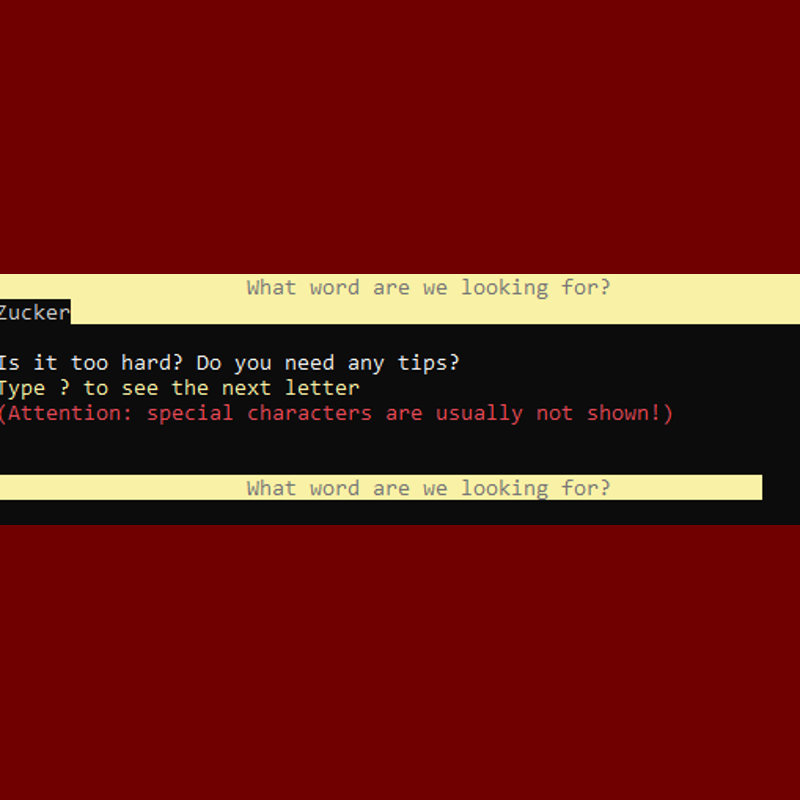 What word are we looking for?
Zucker
Is it too hard? Do you need any tips?
Type ? to see the next letter
(Attention: special characters are usually not shown!)
What word are we looking for?